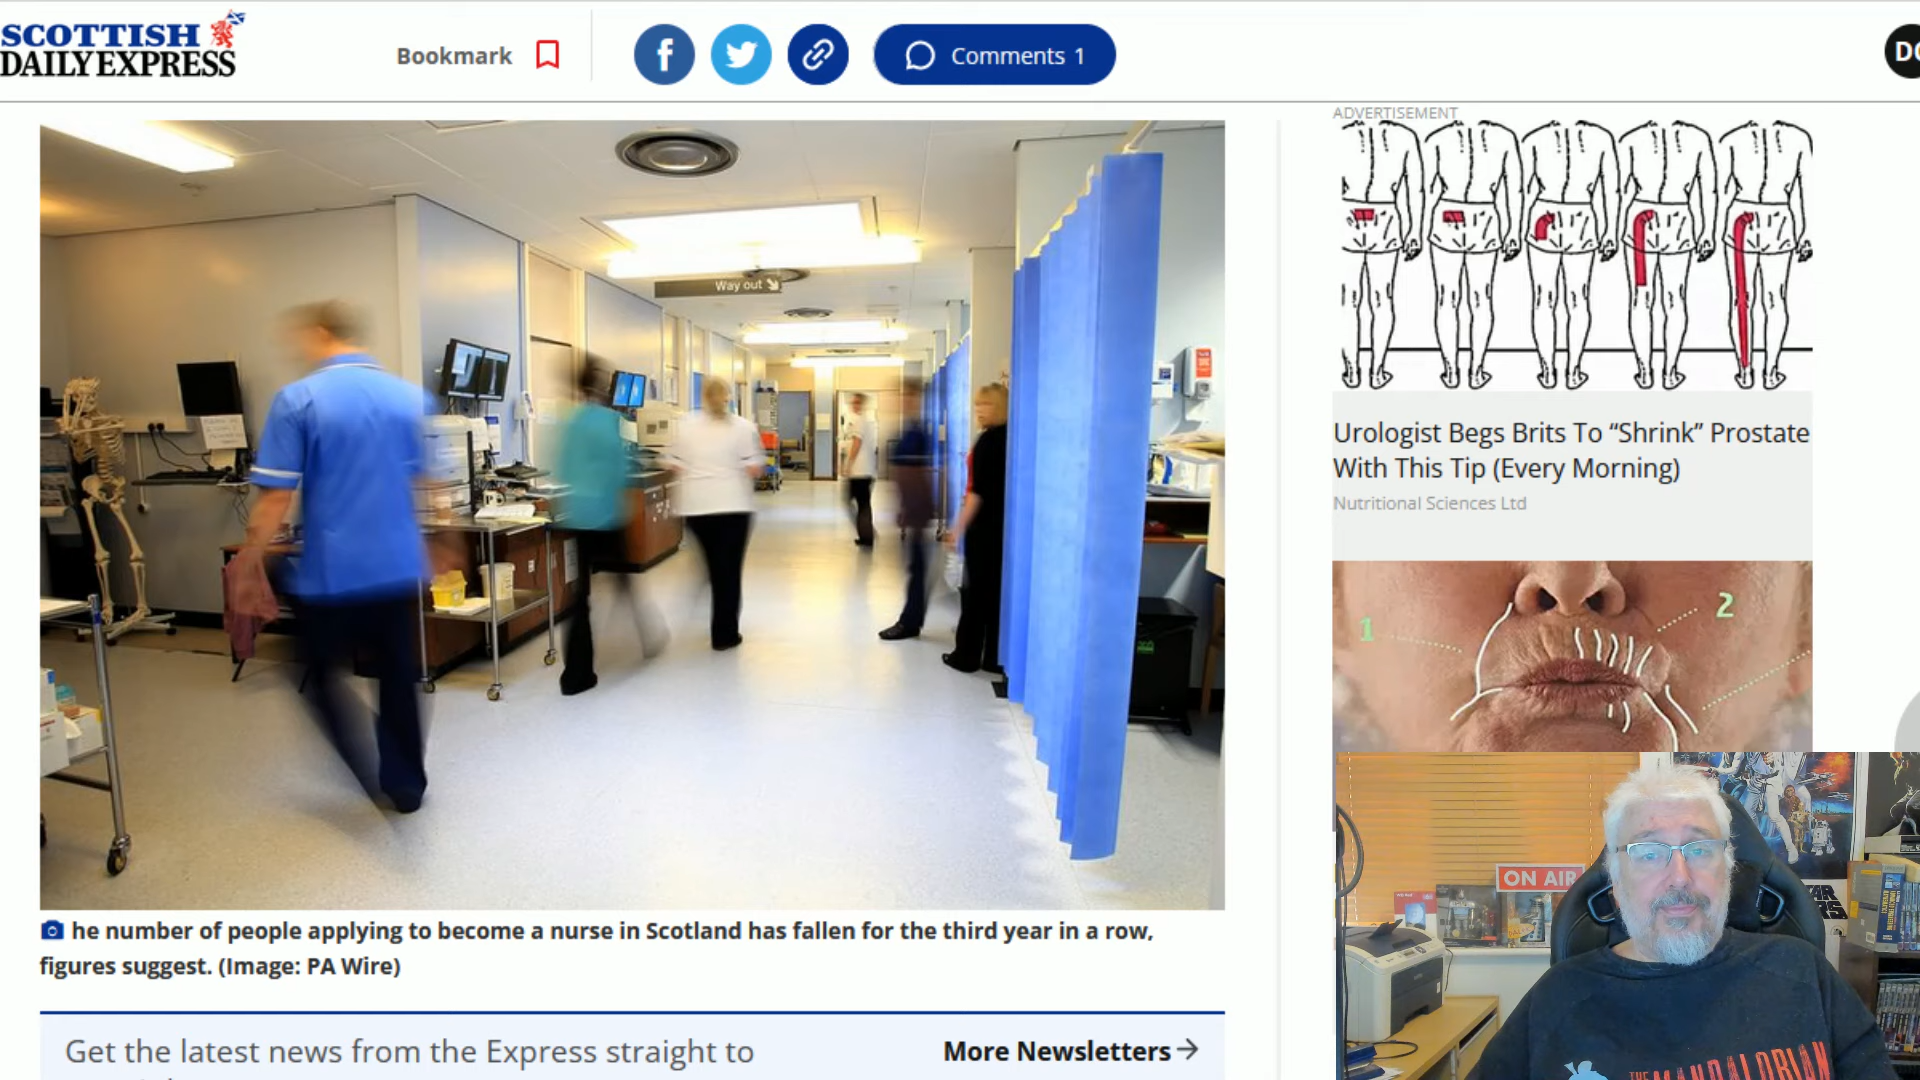 SCOTTISH
DAILY EXPRESS
Bookmark
Comments 1
ADVERTISEMENT
Way out
Urologist Begs Brits To “Shrink” Prostate
With This Tip (Every Morning)
Nutritional Sciences Ltd
1
2
he number of people applying to become a nurse in Scotland has fallen for the third year in a row,
figures suggest. (Image: PA Wire)
Get the latest news from the Express straight to
More Newsletters
ON AIR
THE MANDALORIAN